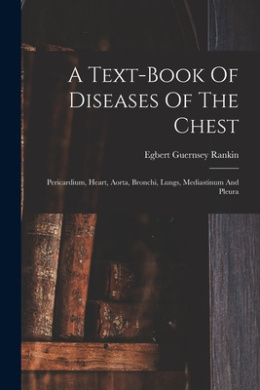 A Text-Book Of
Diseases Of The
Chest
Egbert Guernsey Rankin
Pericardium, Heart, Aorta, Bronchi, Lungs, Mediastinum And
Pleura